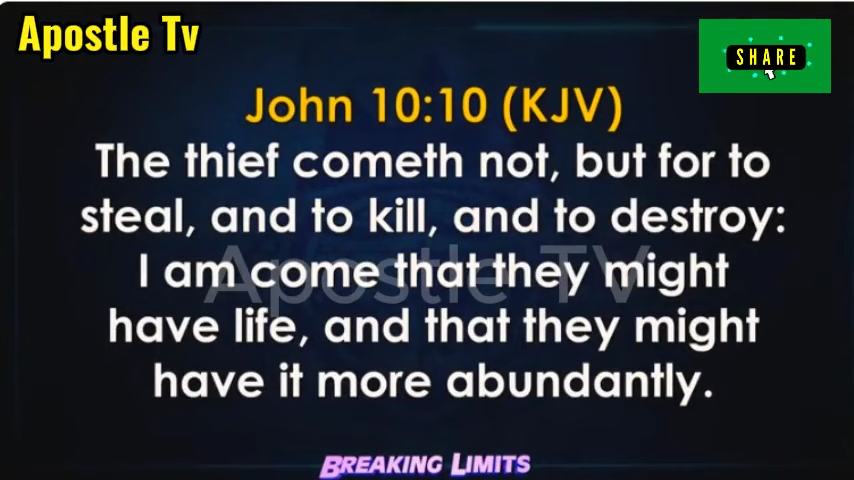 Apostle Tv
SHARE
John 10:10 (KJV)
The thief cometh not, but for to
steal, and to kill, and to destroy:
I am come that they might
Apostle TV
have life, and that they might
have it more abundantly.
BREAKING LIMITS